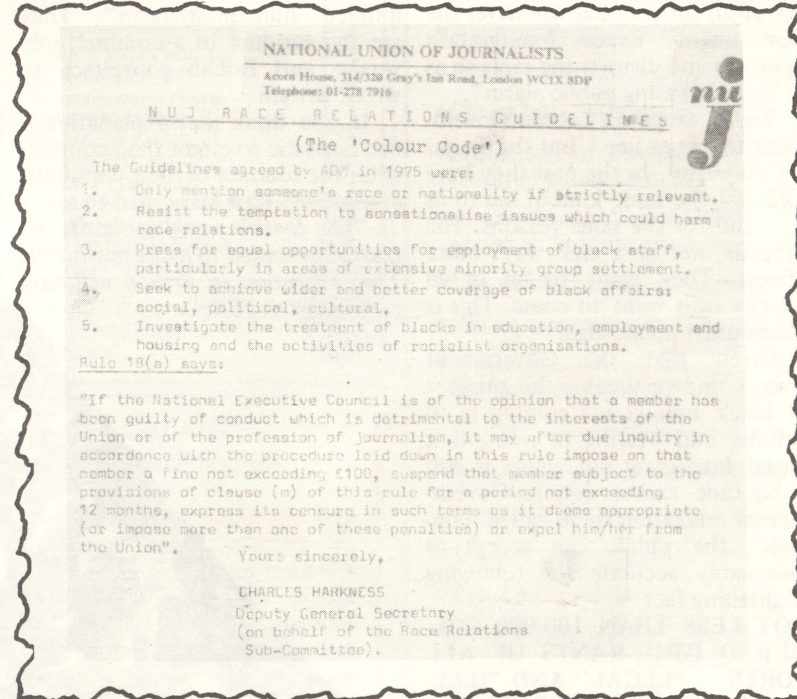 NATIONAL UNION OF JOURNALISTS
Acorn House, 314/320 Gray's Inn Road, London WC1X 8DP
Telephone: 01-278 7916
nuj
NUJ RACE RELATIONS GUIDELINES
(The 'Colour Code')
The Guidelines agreed by ADM in 1975 were:
1. Only mention someone's race or nationality if strictly relevant.
2. Resist the temptation to sensationalise issues which could harm
race relations.
3. Press for equal opportunities for employment of black staff,
particularly in areas of extensive minority group settlement.
4. Seek to achieve wider and better coverage of black affairs:
social, political, cultural.
5. Investigate the treatment of blacks in education, employment and
housing and the activities of racialist organisations.
Rule 18(a) says:
"If the National Executive Council is of the opinion that a member has
been guilty of conduct which is detrimental to the interests of the
Union or of the profession of journalism, it may after due inquiry in
accordance with the procedure laid down in this rule impose on that
member a fine not exceeding £100, suspend that member subject to the
provisions of clause (m) of this rule for a period not exceeding
12 months, express its censure in such terms as it deems appropriate
(or impose more than one of these penalties) or expel him/her from
the Union".
Yours sincerely,
CHARLES HARKNESS
Deputy General Secretary
(on behalf of the Race Relations
Sub-Committee).